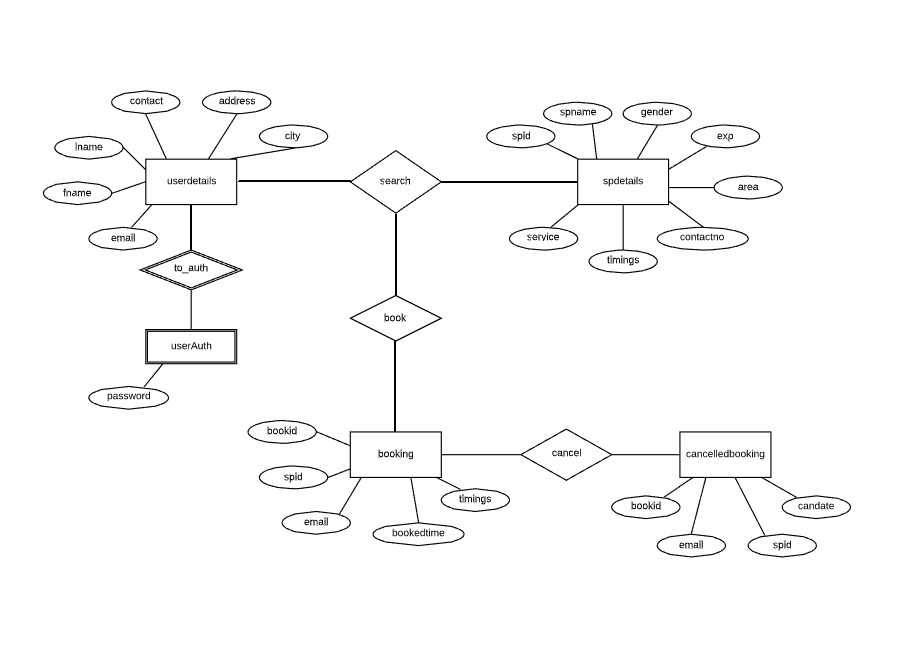 contact
address
city
lname
fname
email
userdetails
search
spid
spname
gender
exp
area
spdetails
service
timings
contactno
to_auth
userAuth
password
book
bookid
spid
email
booking
timings
bookedtime
cancel
cancelledbooking
bookid
email
spid
candate